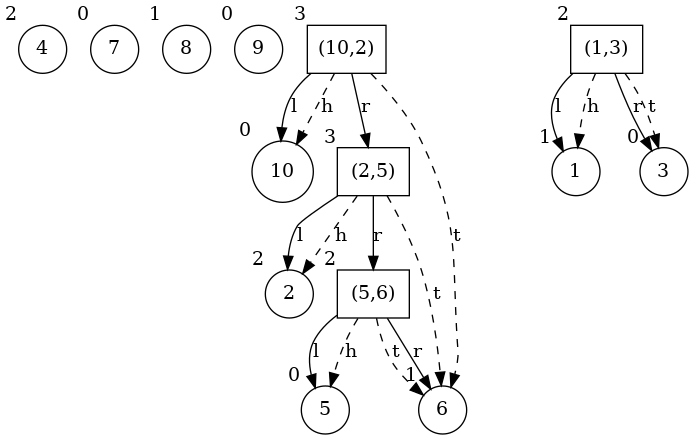 2 0 1 0 3 2
4 7 8 9 (10,2) (1,3)
l h r t l h r t
0 3 1 0
10 (2,5) 1 3
l h r t
2 2
2 (5,6)
l h t r
0 1
5 6